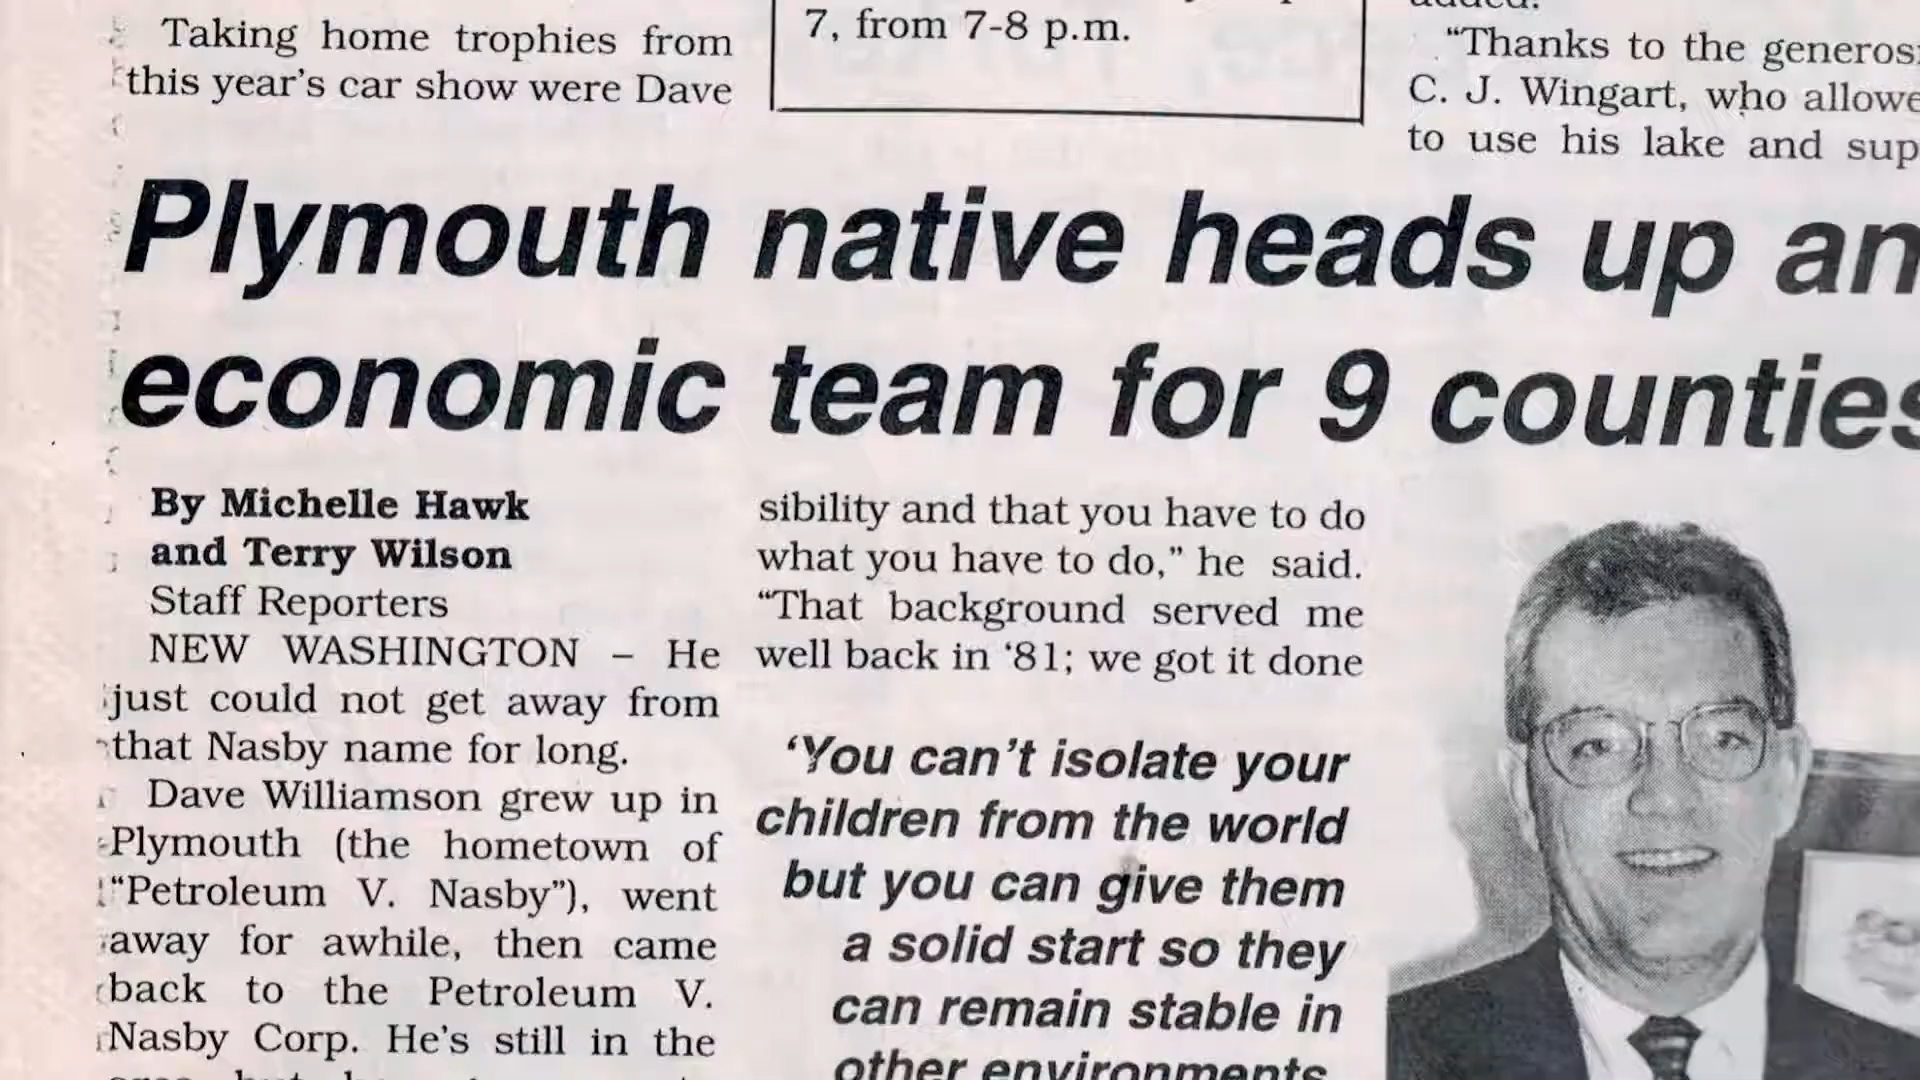 Taking home trophies from
this year's car show were Dave
7, from 7-8 p.m.
“Thanks to the
C. J. Wingart, who
to use his lake and
Plymouth native heads up
economic team for 9 counties
By Michelle Hawk
and Terry Wilson
Staff Reporters
NEW WASHINGTON – He
just could not get away from
that Nasby name for long.
Dave Williamson grew up in
Plymouth (the hometown of
“Petroleum V. Nasby”), went
away for awhile, then came
back to the Petroleum V.
Nasby Corp. He's still in the
sibility and that you have to do
what you have to do,” he said.
“That background served me
well back in ‘81; we got it done
‘You can’t isolate your
children from the world
but you can give them
a solid start so they
can remain stable in
other environments